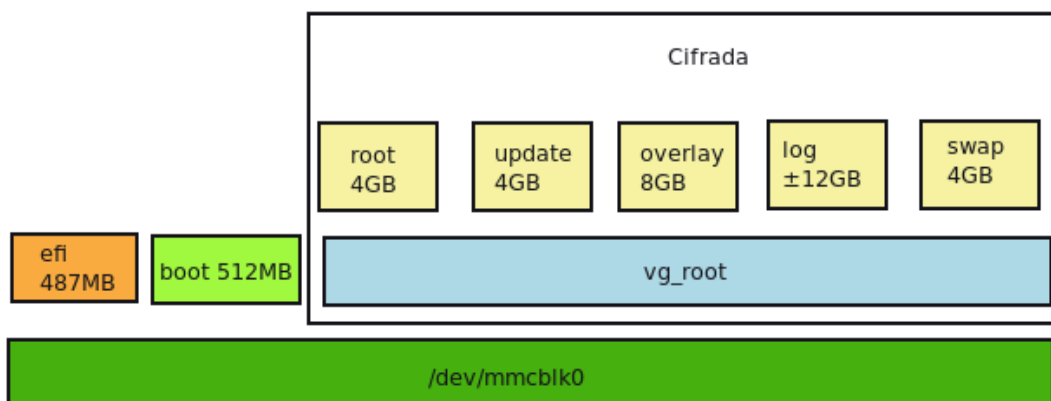 Cifrada
root
4GB
update
4GB
overlay
8GB
log
±12GB
swap
4GB
efi
487MB
boot 512MB
vg_root
/dev/mmcblk0